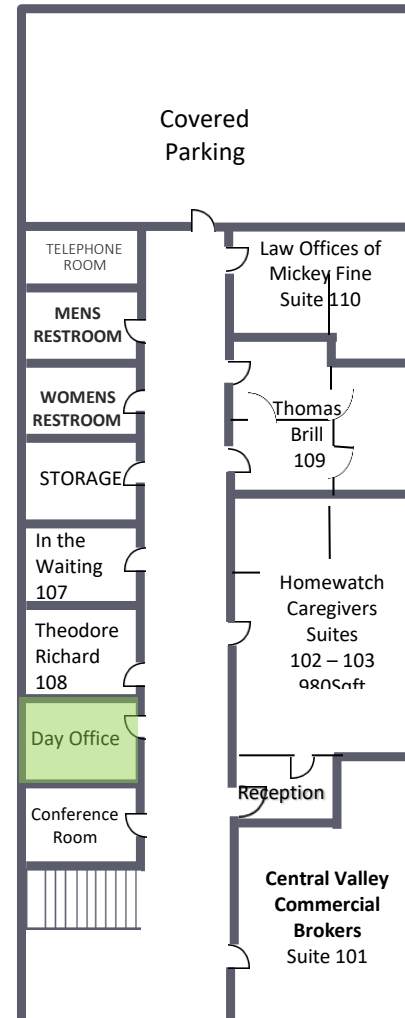 Covered
Parking
TELEPHONE
ROOM
MENS
RESTROOM
WOMENS
RESTROOM
STORAGE
In the
Waiting
107
Theodore
Richard
108
Day Office
Conference
Room
Law Offices of
Mickey Fine
Suite 110
Thomas
Brill
109
Homewatch
Caregivers
Suites
102 – 103
980Sqft
Reception
Central Valley
Commercial
Brokers
Suite 101